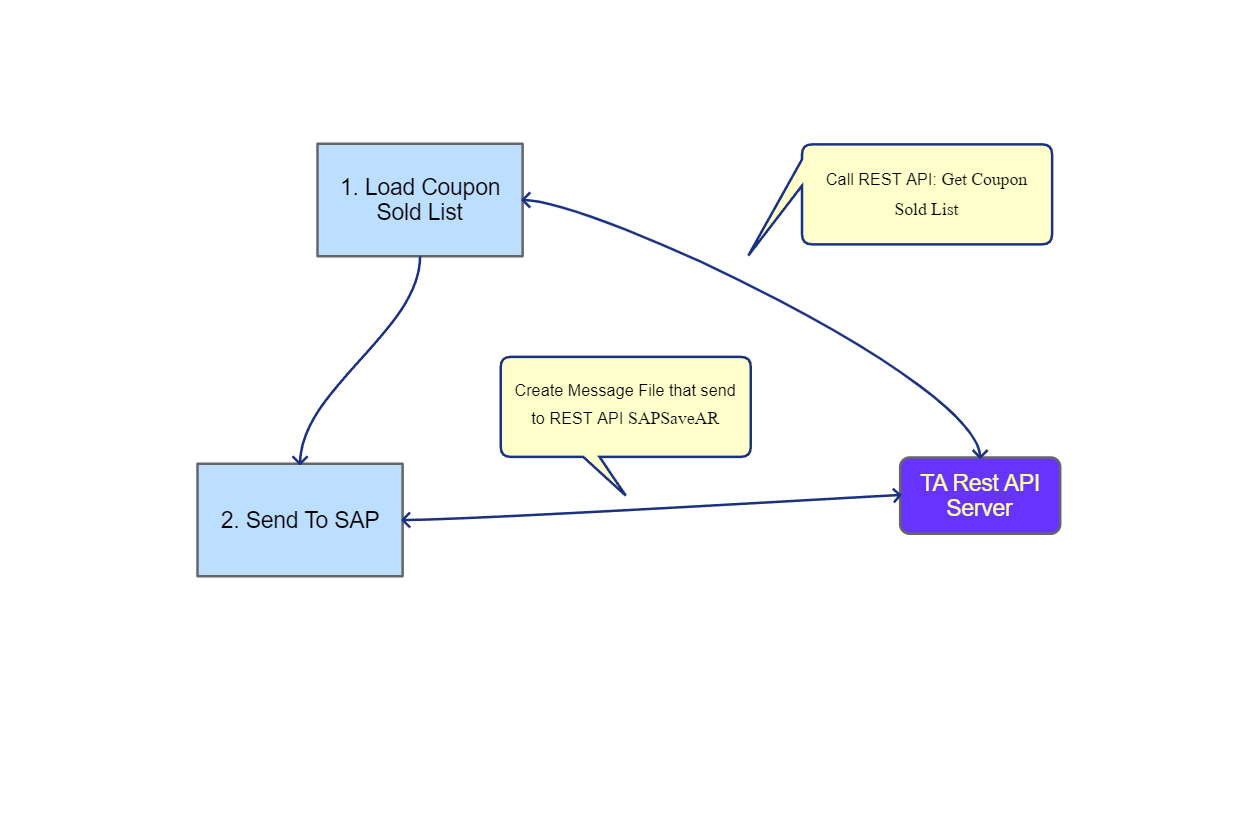 1. Load Coupon
Sold List
Call REST API: Get Coupon
Sold List
Create Message File that send
to REST API SAPSaveAR
2. Send To SAP
TA Rest API
Server